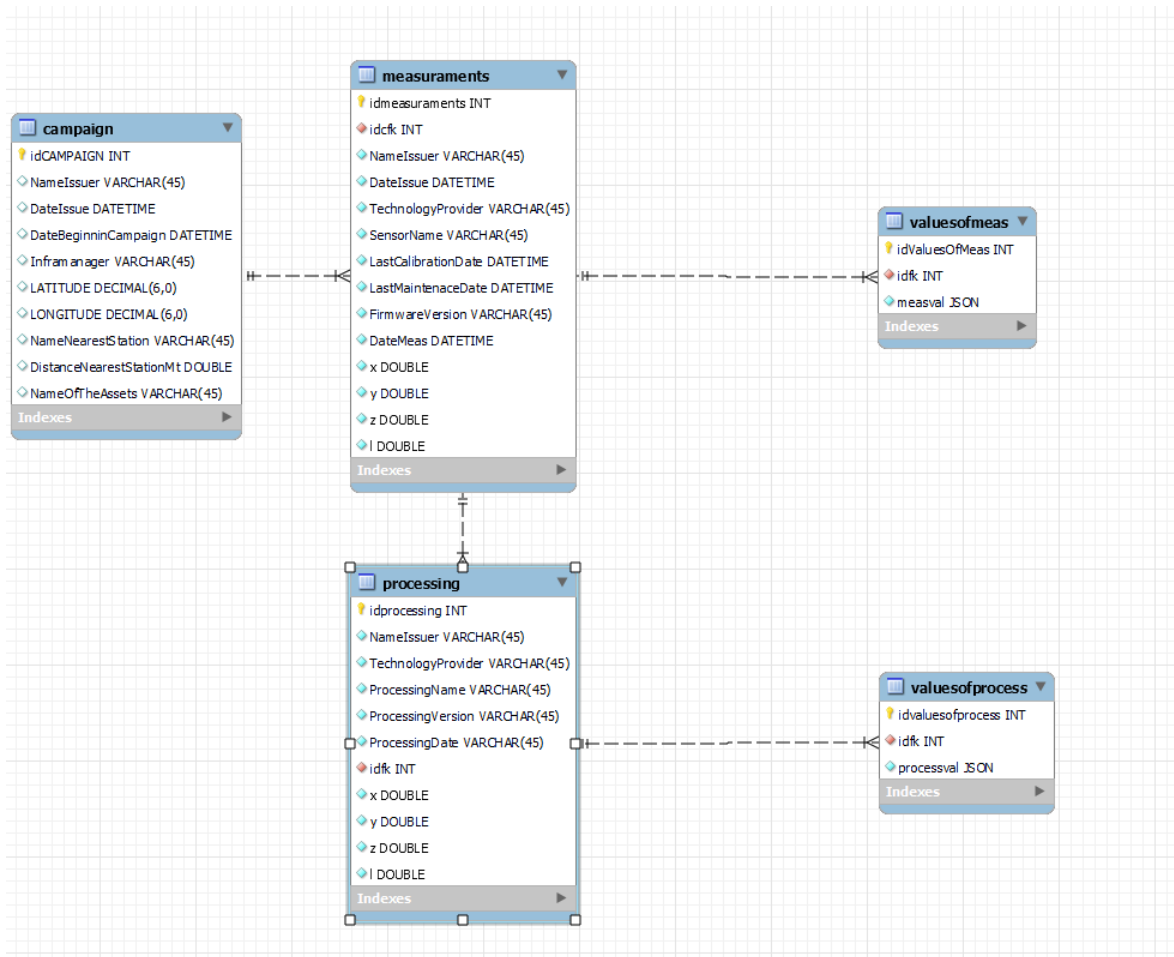 campaign
idCAMPAIGN INT
NameIssuer VARCHAR(45)
DateIssue DATETIME
DateBeginninCampaign DATETIME
Inframanager VARCHAR(45)
LATITUDE DECIMAL(6,0)
LONGITUDE DECIMAL(6,0)
NameNearestStation VARCHAR(45)
DistanceNearestStationMt DOUBLE
NameOfTheAssets VARCHAR(45)
Indexes
measuraments
idmeasuraments INT
idcfk INT
NameIssuer VARCHAR(45)
DateIssue DATETIME
TechnologyProvider VARCHAR(45)
SensorName VARCHAR(45)
LastCalibrationDate DATETIME
LastMaintenaceDate DATETIME
FirmwareVersion VARCHAR(45)
DateMeas DATETIME
x DOUBLE
y DOUBLE
z DOUBLE
l DOUBLE
Indexes
valuesofmeas
idValuesOfMeas INT
idfk INT
measval JSON
Indexes
processing
idprocessing INT
NameIssuer VARCHAR(45)
TechnologyProvider VARCHAR(45)
ProcessingName VARCHAR(45)
ProcessingVersion VARCHAR(45)
ProcessingDate VARCHAR(45)
idfk INT
x DOUBLE
y DOUBLE
z DOUBLE
l DOUBLE
Indexes
valuesofprocess
idvaluesofprocess INT
idfk INT
processval JSON
Indexes